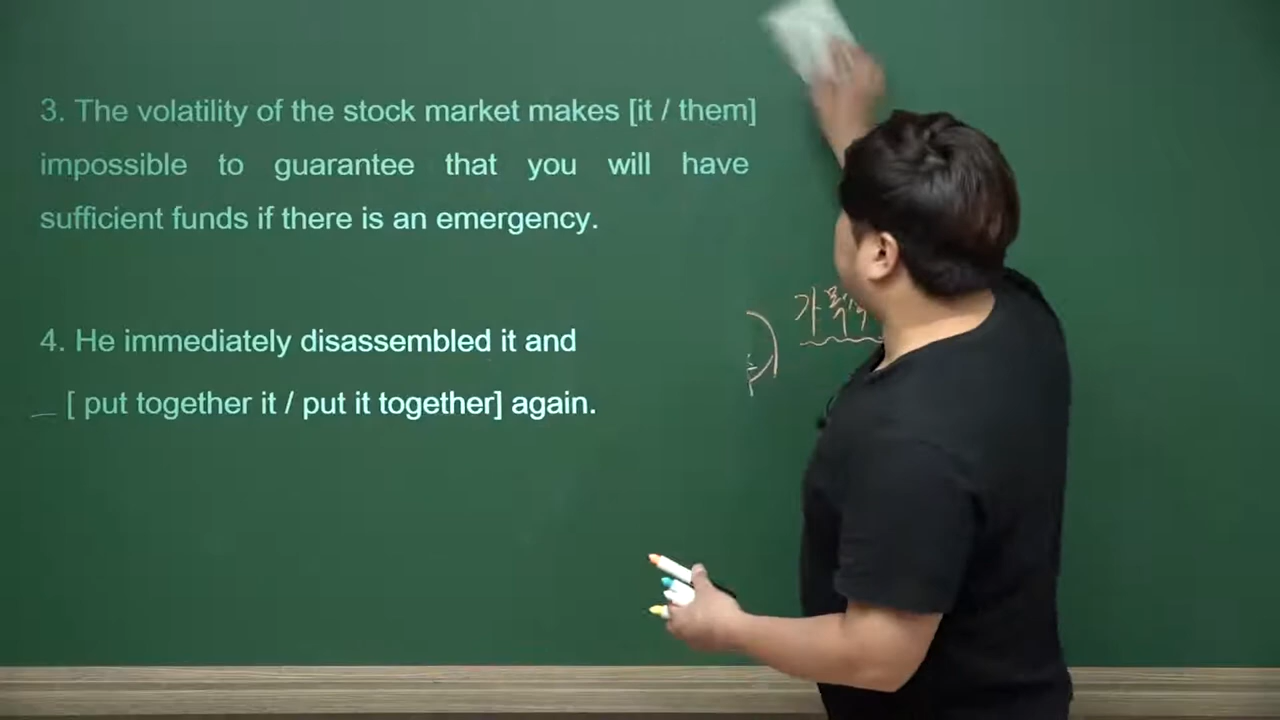 3. The volatility of the stock market makes [it / them]
impossible to guarantee that you will have
sufficient funds if there is an emergency.
4. He immediately disassembled it and
[ put together it / put it together] again.